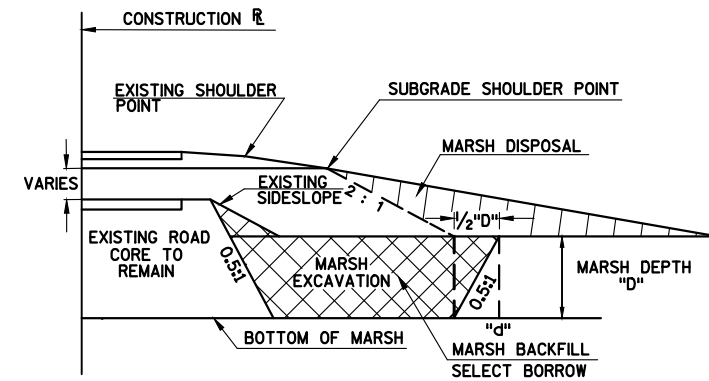 CONSTRUCTION ⅊
EXISTING SHOULDER
POINT
SUBGRADE SHOULDER POINT
MARSH DISPOSAL
VARIES
EXISTING
SIDESLOPE
2 : 1
1/2"D"
EXISTING ROAD
CORE TO
REMAIN
0.5:1
MARSH
EXCAVATION
0.5:1
MARSH DEPTH
"D"
BOTTOM OF MARSH
"d"
MARSH BACKFILL
SELECT BORROW